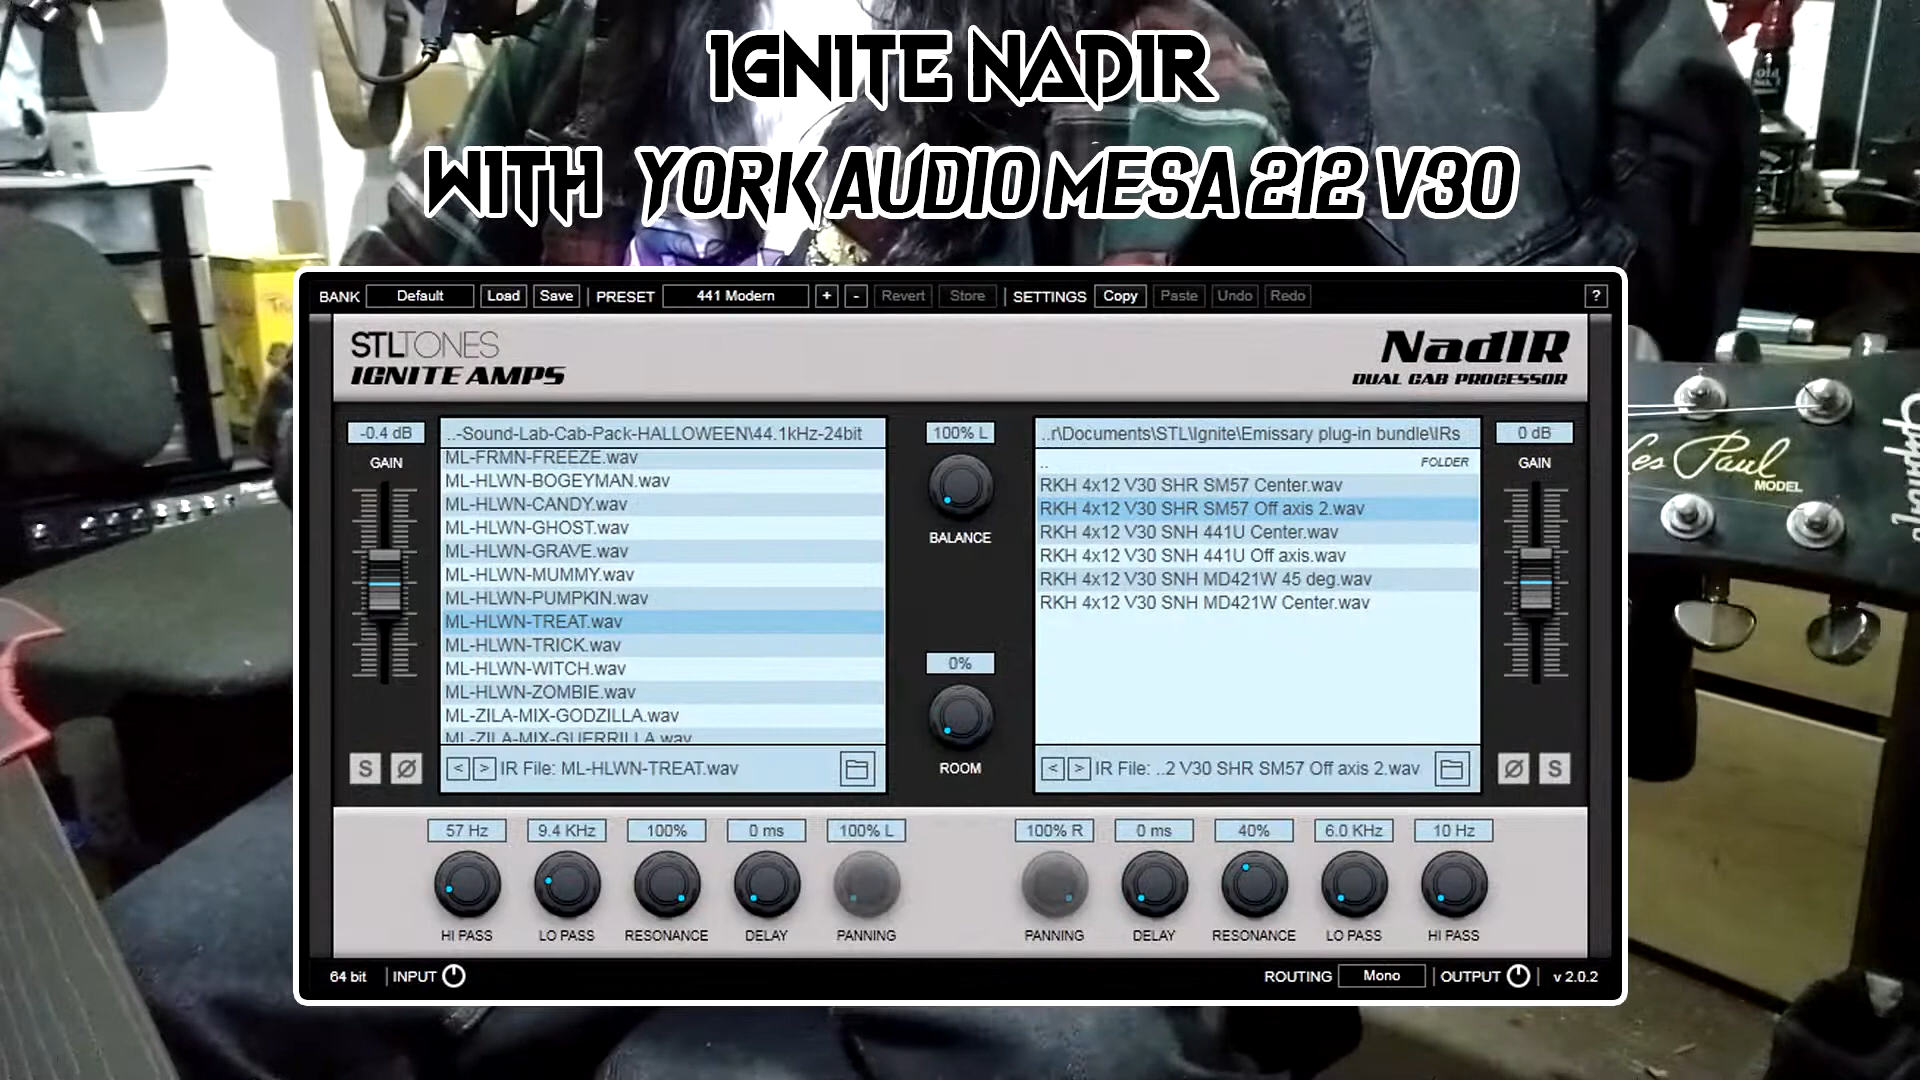 IGNITE NADIR
WITH YORK AUDIO MESA 212 V30
BANK Default Load Save PRESET 441 Modern + - Revert Store SETTINGS Copy Paste Undo Redo ?
STLTONES
IGNITE AMPS
NadIR
DUAL CAB PROCESSOR
-0.4 dB
GAIN
..-Sound-Lab-Cab-Pack-HALLOWEEN\44.1kHz-24bit
ML-FRMN-FREEZE.wav
ML-HLWN-BOGEYMAN.wav
ML-HLWN-CANDY.wav
ML-HLWN-GHOST.wav
ML-HLWN-GRAVE.wav
ML-HLWN-MUMMY.wav
ML-HLWN-PUMPKIN.wav
ML-HLWN-TREAT.wav
ML-HLWN-TRICK.wav
ML-HLWN-WITCH.wav
ML-HLWN-ZOMBIE.wav
ML-ZILA-MIX-GODZILLA.wav
ML-ZILA-MIX-GUERRILLA.wav
S Ø
< > IR File: ML-HLWN-TREAT.wav
100% L
BALANCE
0%
ROOM
..r\Documents\STL\Ignite\Emissary plug-in bundle\IRs
.. FOLDER
RKH 4x12 V30 SHR SM57 Center.wav
RKH 4x12 V30 SHR SM57 Off axis 2.wav
RKH 4x12 V30 SNH 441U Center.wav
RKH 4x12 V30 SNH 441U Off axis.wav
RKH 4x12 V30 SNH MD421W 45 deg.wav
RKH 4x12 V30 SNH MD421W Center.wav
< > IR File: ..2 V30 SHR SM57 Off axis 2.wav
0 dB
GAIN
Ø S
57 Hz 9.4 KHz 100% 0 ms 100% L 100% R 0 ms 40% 6.0 KHz 10 Hz
HI PASS LO PASS RESONANCE DELAY PANNING PANNING DELAY RESONANCE LO PASS HI PASS
64 bit INPUT ROUTING Mono OUTPUT v 2.0.2
Les Paul
MODEL
Epiphone